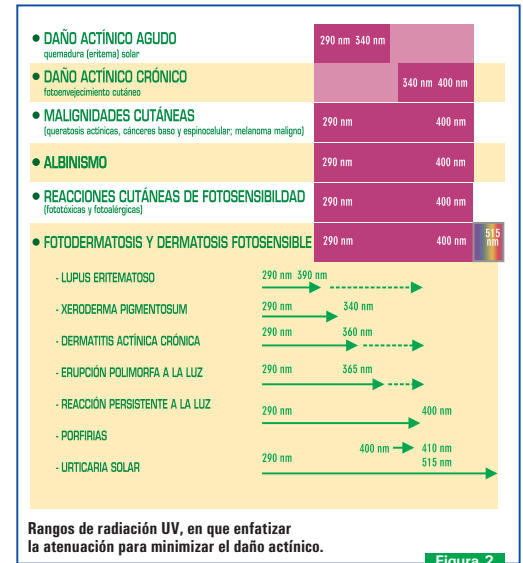 • DAÑO ACTÍNICO AGUDO 290 nm 340 nm
quemadura (eritema) solar
• DAÑO ACTÍNICO CRÓNICO 340 nm 400 nm
fotoenvejecimiento cutáneo
• MALIGNIDADES CUTÁNEAS 290 nm 400 nm
(queratosis actínicas, cánceres baso y espinocelular; melanoma maligno)
• ALBINISMO 290 nm 400 nm
• REACCIONES CUTÁNEAS DE FOTOSENSIBILDAD 290 nm 400 nm
(fototóxicas y fotoalérgicas)
• FOTODERMATOSIS Y DERMATOSIS FOTOSENSIBLE 290 nm 400 nm 515 nm
- LUPUS ERITEMATOSO 290 nm 390 nm
- XERODERMA PIGMENTOSUM 290 nm 340 nm
- DERMATITIS ACTÍNICA CRÓNICA 290 nm 360 nm
- ERUPCIÓN POLIMORFA A LA LUZ 290 nm 365 nm
- REACCIÓN PERSISTENTE A LA LUZ 290 nm 400 nm
- PORFIRIAS 400 nm 410 nm
- URTICARIA SOLAR 290 nm 515 nm
Rangos de radiación UV, en que enfatizar
la atenuación para minimizar el daño actínico.
Figura 2